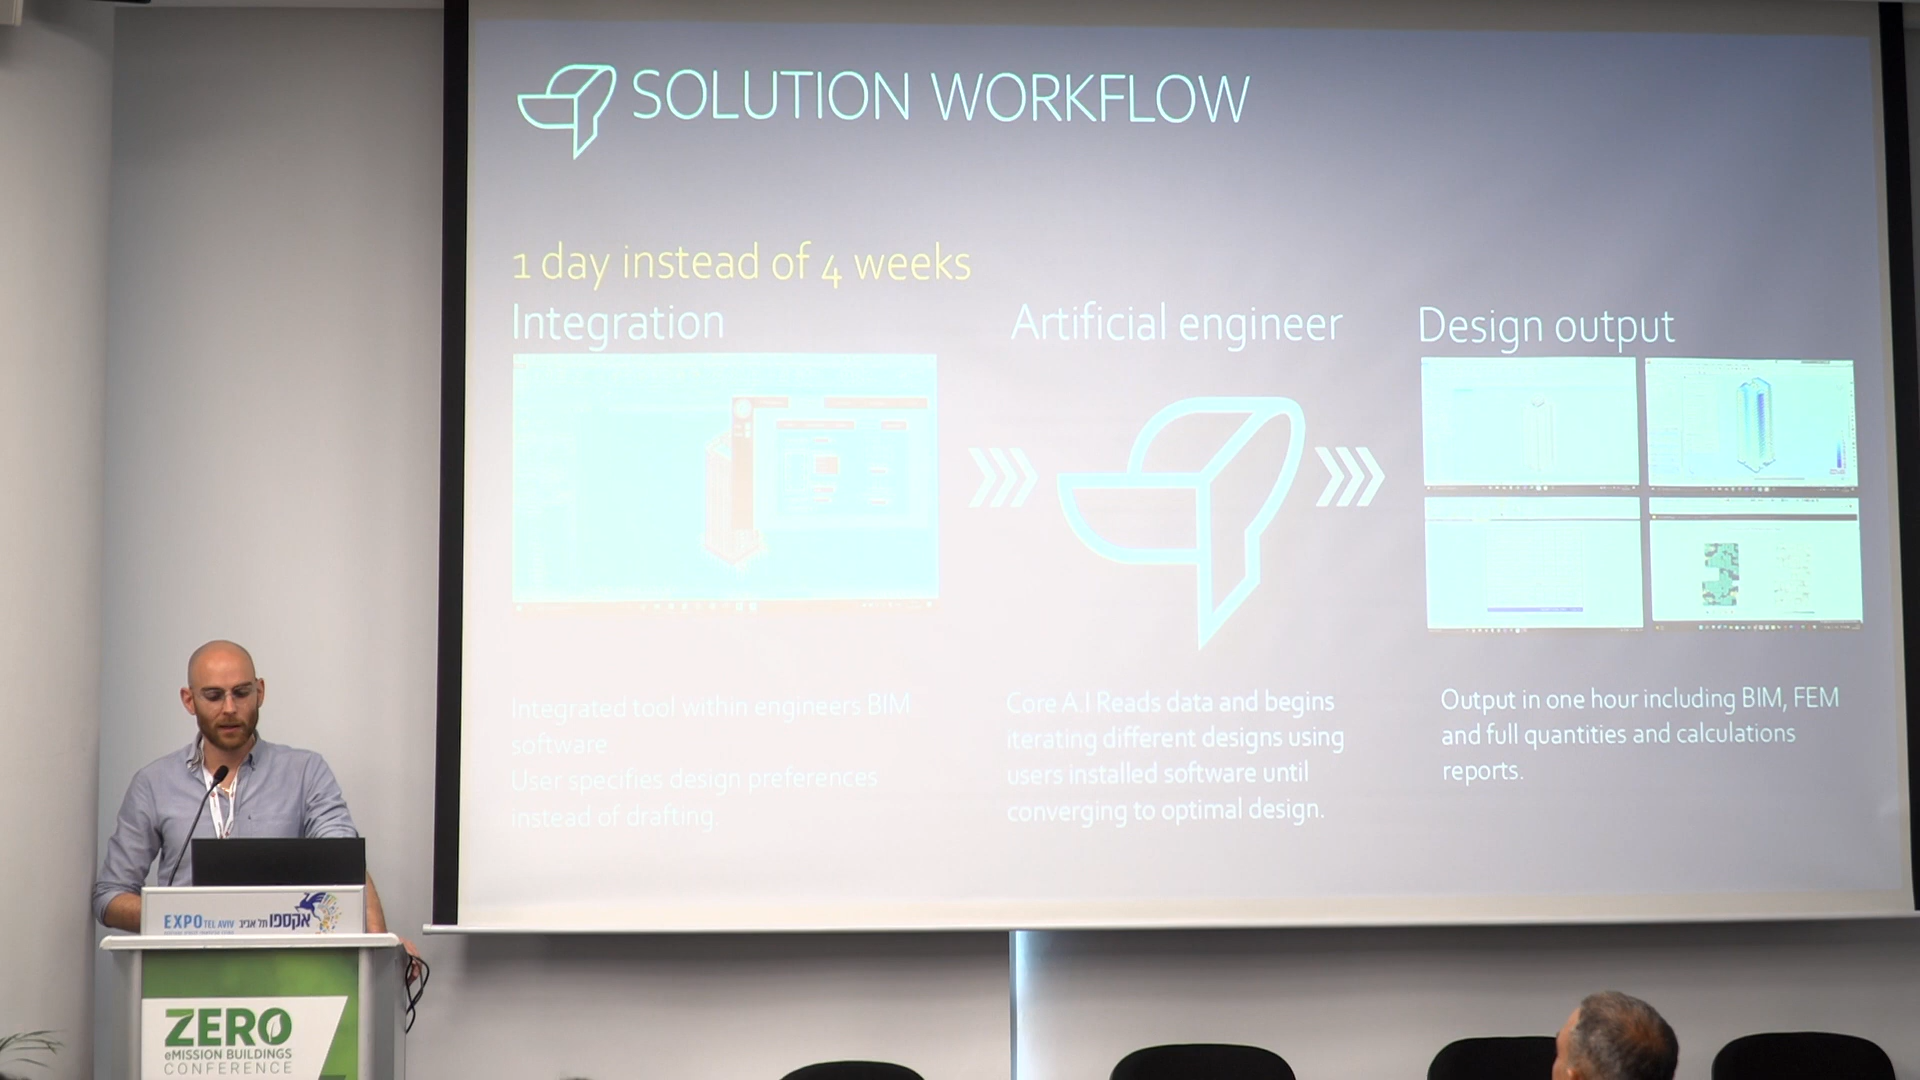 SOLUTION WORKFLOW
1 day instead of 4 weeks
Integration
Artificial engineer
Design output
Integrated tool within engineers BIM
software.
User specifies design preferences
instead of drafting.
Core A.I Reads data and begins
iterating different designs using
users installed software until
converging to optimal design.
Output in one hour including BIM, FEM
and full quantities and calculations
reports.
EXPO TEL AVIV אקספו תל אביב
ZERO
eMISSION BUILDINGS
CONFERENCE